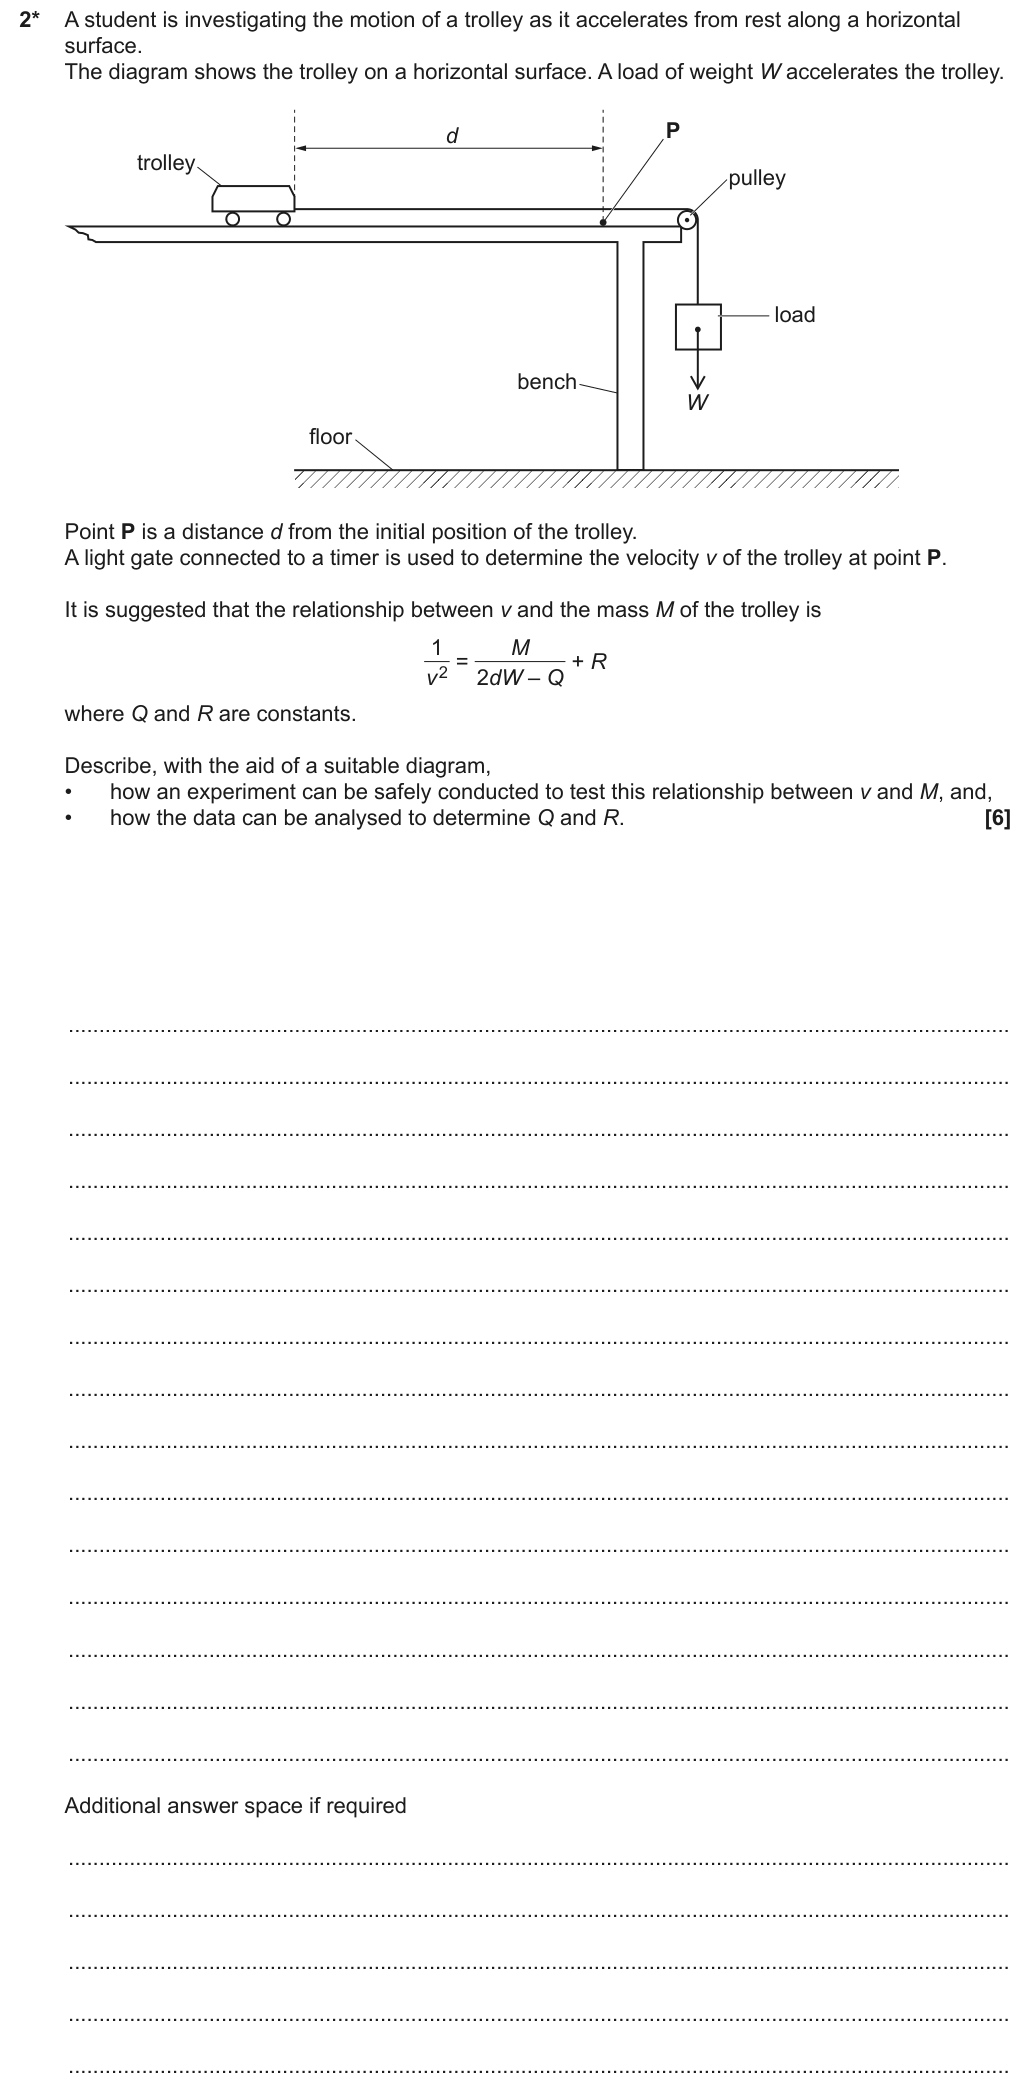 2* A student is investigating the motion of a trolley as it accelerates from rest along a horizontal
surface.
The diagram shows the trolley on a horizontal surface. A load of weight W accelerates the trolley.
d
P
trolley
pulley
load
bench
W
floor
Point P is a distance d from the initial position of the trolley.
A light gate connected to a timer is used to determine the velocity v of the trolley at point P.
It is suggested that the relationship between v and the mass M of the trolley is
1/v² = M/(2dW – Q) + R
where Q and R are constants.
Describe, with the aid of a suitable diagram,
• how an experiment can be safely conducted to test this relationship between v and M, and,
• how the data can be analysed to determine Q and R. [6]
Additional answer space if required